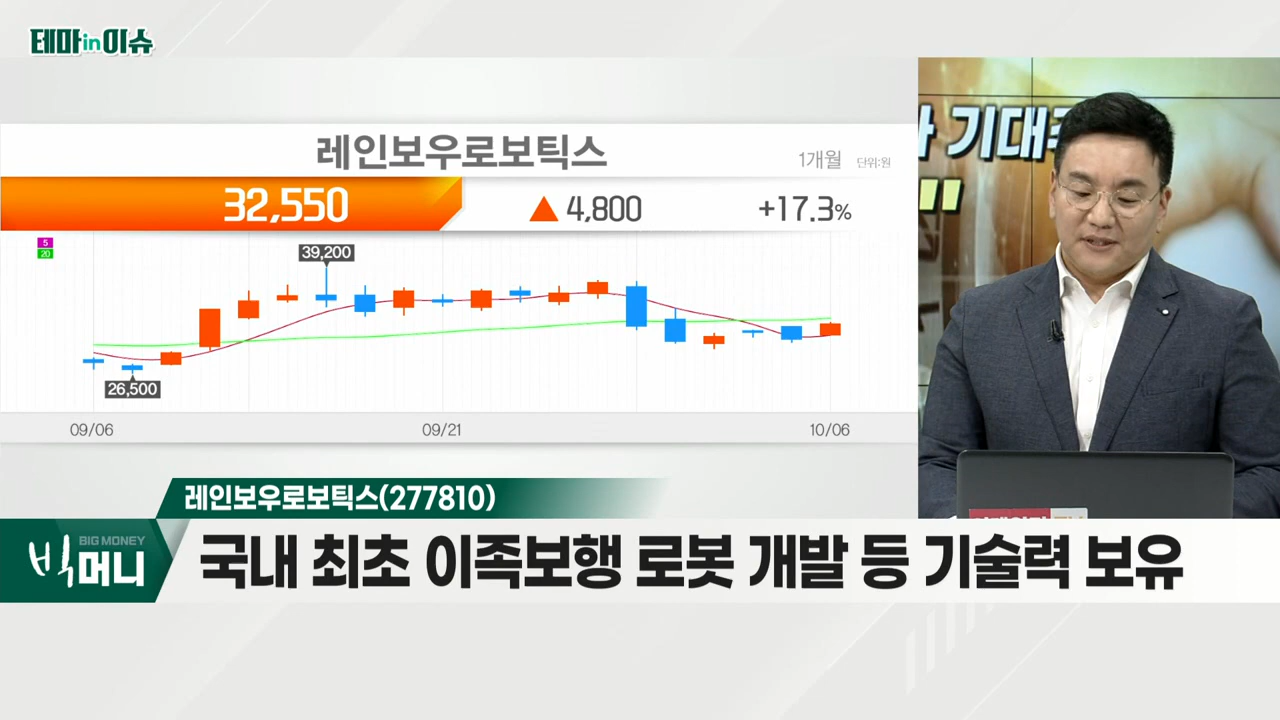 테마in이슈
기대주
"
레인보우로보틱스
1개월 단위:원
32,550 ▲ 4,800 +17.3%
5
20
39,200
26,500
09/06 09/21 10/06
레인보우로보틱스(277810)
BIG MONEY
빅머니
국내 최초 이족보행 로봇 개발 등 기술력 보유